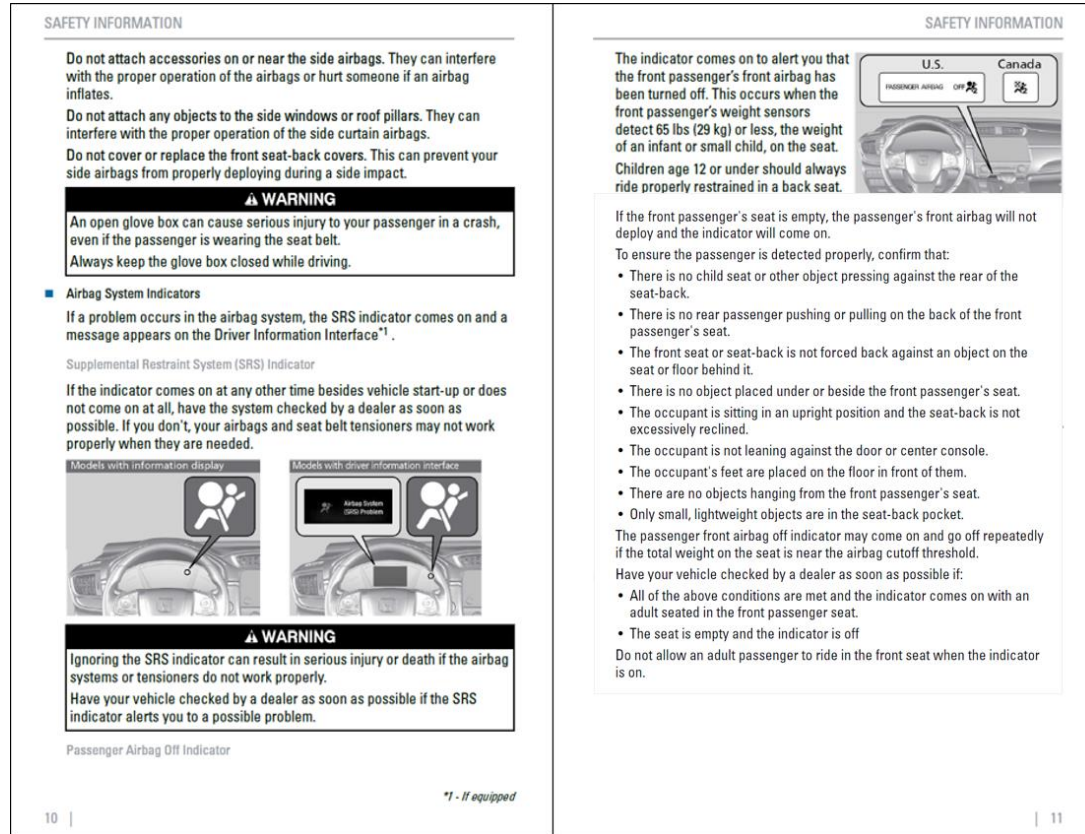 SAFETY INFORMATION
Do not attach accessories on or near the side airbags. They can interfere
with the proper operation of the airbags or hurt someone if an airbag
inflates.
Do not attach any objects to the side windows or roof pillars. They can
interfere with the proper operation of the side curtain airbags.
Do not cover or replace the front seat-back covers. This can prevent your
side airbags from properly deploying during a side impact.
WARNING
An open glove box can cause serious injury to your passenger in a crash,
even if the passenger is wearing the seat belt.
Always keep the glove box closed while driving.
Airbag System Indicators
If a problem occurs in the airbag system, the SRS indicator comes on and a
message appears on the Driver Information Interface*1 .
Supplemental Restraint System (SRS) Indicator
If the indicator comes on at any other time besides vehicle start-up or does
not come on at all, have the system checked by a dealer as soon as
possible. If you don't, your airbags and seat belt tensioners may not work
properly when they are needed.
Models with information display
Models with driver information interface
Airbag System
(SRS) Problem
WARNING
Ignoring the SRS indicator can result in serious injury or death if the airbag
systems or tensioners do not work properly.
Have your vehicle checked by a dealer as soon as possible if the SRS
indicator alerts you to a possible problem.
Passenger Airbag Off Indicator
*1 - If equipped
10 |
SAFETY INFORMATION
The indicator comes on to alert you that
the front passenger's front airbag has
been turned off. This occurs when the
front passenger's weight sensors
detect 65 lbs (29 kg) or less, the weight
of an infant or small child, on the seat.
Children age 12 or under should always
ride properly restrained in a back seat.
U.S.
Canada
PASSENGER AIRBAG OFF
If the front passenger's seat is empty, the passenger's front airbag will not
deploy and the indicator will come on.
To ensure the passenger is detected properly, confirm that:
• There is no child seat or other object pressing against the rear of the
seat-back.
• There is no rear passenger pushing or pulling on the back of the front
passenger's seat.
• The front seat or seat-back is not forced back against an object on the
seat or floor behind it.
• There is no object placed under or beside the front passenger's seat.
• The occupant is sitting in an upright position and the seat-back is not
excessively reclined.
• The occupant is not leaning against the door or center console.
• The occupant's feet are placed on the floor in front of them.
• There are no objects hanging from the front passenger's seat.
• Only small, lightweight objects are in the seat-back pocket.
The passenger front airbag off indicator may come on and go off repeatedly
if the total weight on the seat is near the airbag cutoff threshold.
Have your vehicle checked by a dealer as soon as possible if:
• All of the above conditions are met and the indicator comes on with an
adult seated in the front passenger seat.
• The seat is empty and the indicator is off
Do not allow an adult passenger to ride in the front seat when the indicator
is on.
| 11